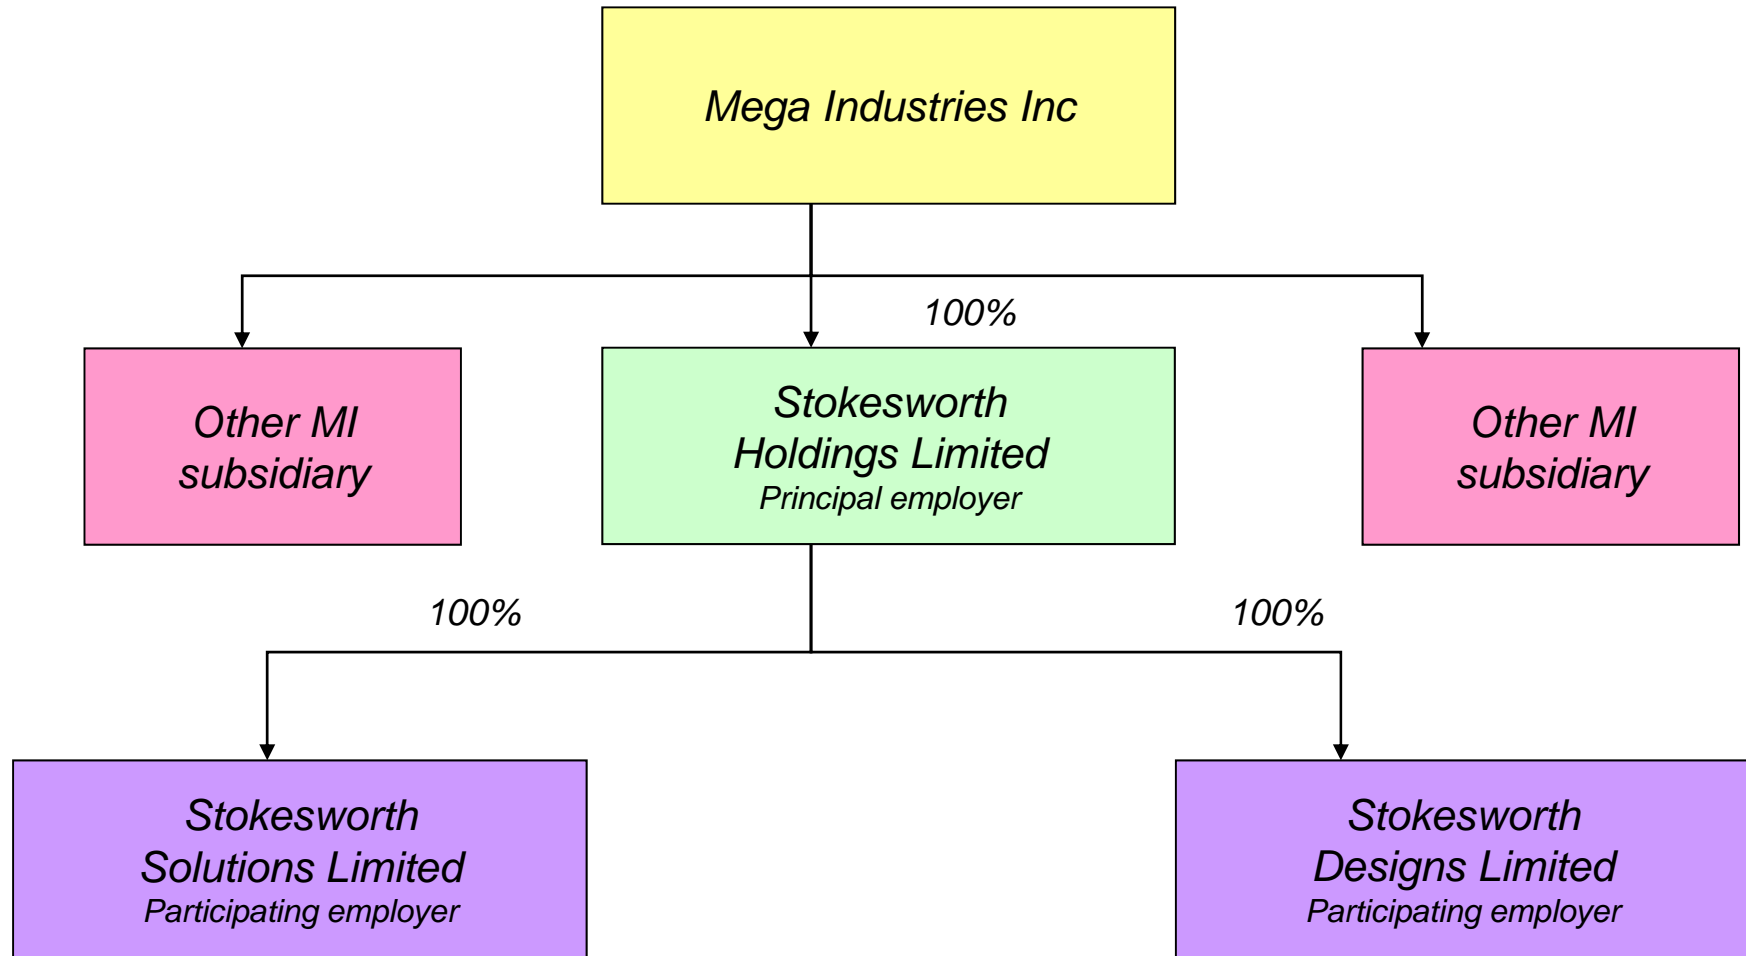 Mega Industries Inc
100%
Other MI
subsidiary
Stokesworth
Holdings Limited
Principal employer
Other MI
subsidiary
100%
100%
Stokesworth
Solutions Limited
Participating employer
Stokesworth
Designs Limited
Participating employer